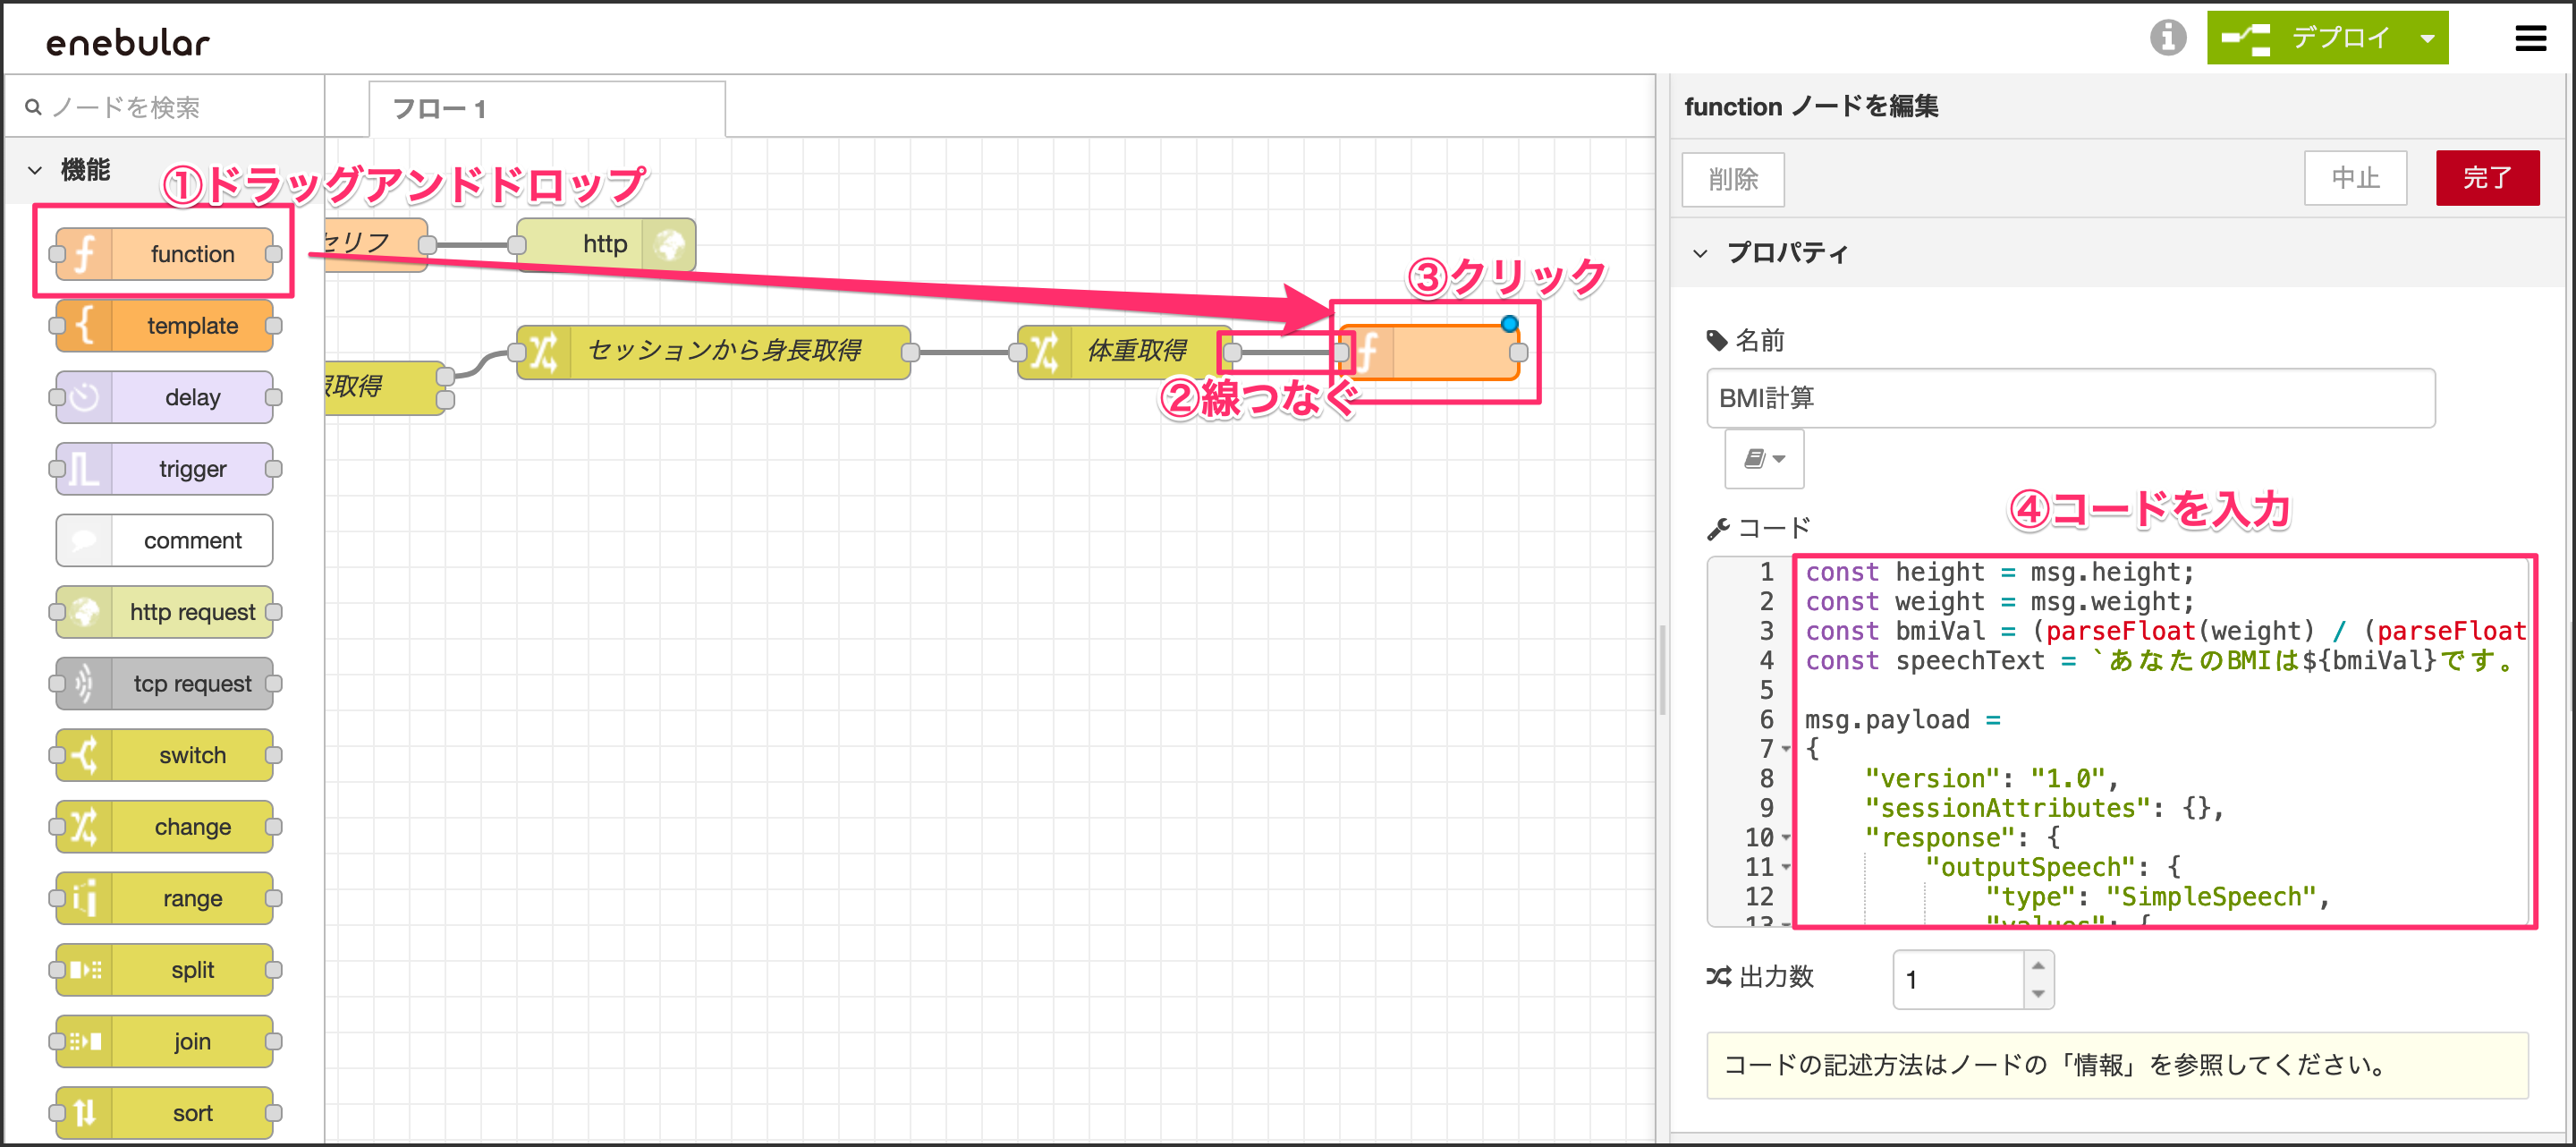 enebular
デプロイ
ノードを検索
フロー 1
機能
①ドラッグアンドドロップ
function
template
delay
trigger
comment
http request
tcp request
switch
change
range
split
join
sort
セリフ
http
③クリック
セッションから身長取得
体重取得
取得
②線つなぐ
function ノードを編集
削除
中止
完了
プロパティ
名前
BMI計算
コード
④コードを入力
1 const height = msg.height;
2 const weight = msg.weight;
3 const bmiVal = (parseFloat(weight) / (parseFloat
4 const speechText = `あなたのBMIは${bmiVal}です。
5
6 msg.payload =
7 {
8 "version": "1.0",
9 "sessionAttributes": {},
10 "response": {
11 "outputSpeech": {
12 "type": "SimpleSpeech",
13 "values": {
出力数
1
コードの記述方法はノードの「情報」を参照してください。